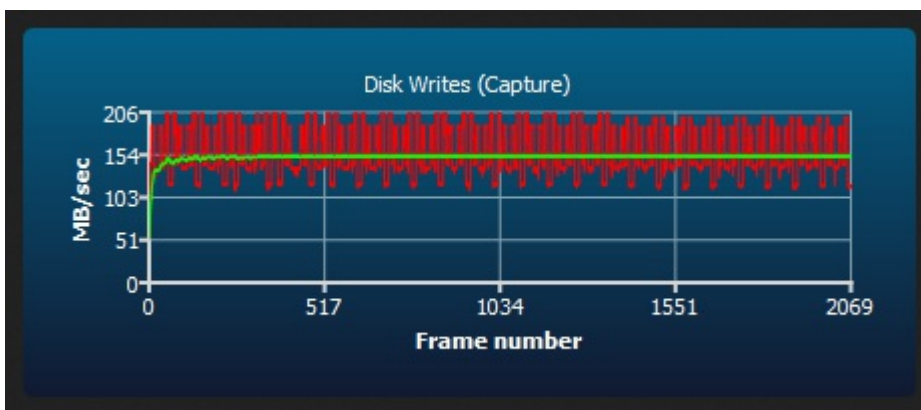 Disk Writes (Capture)
206
154
103
51
0
MB/sec
0 517 1034 1551 2069
Frame number